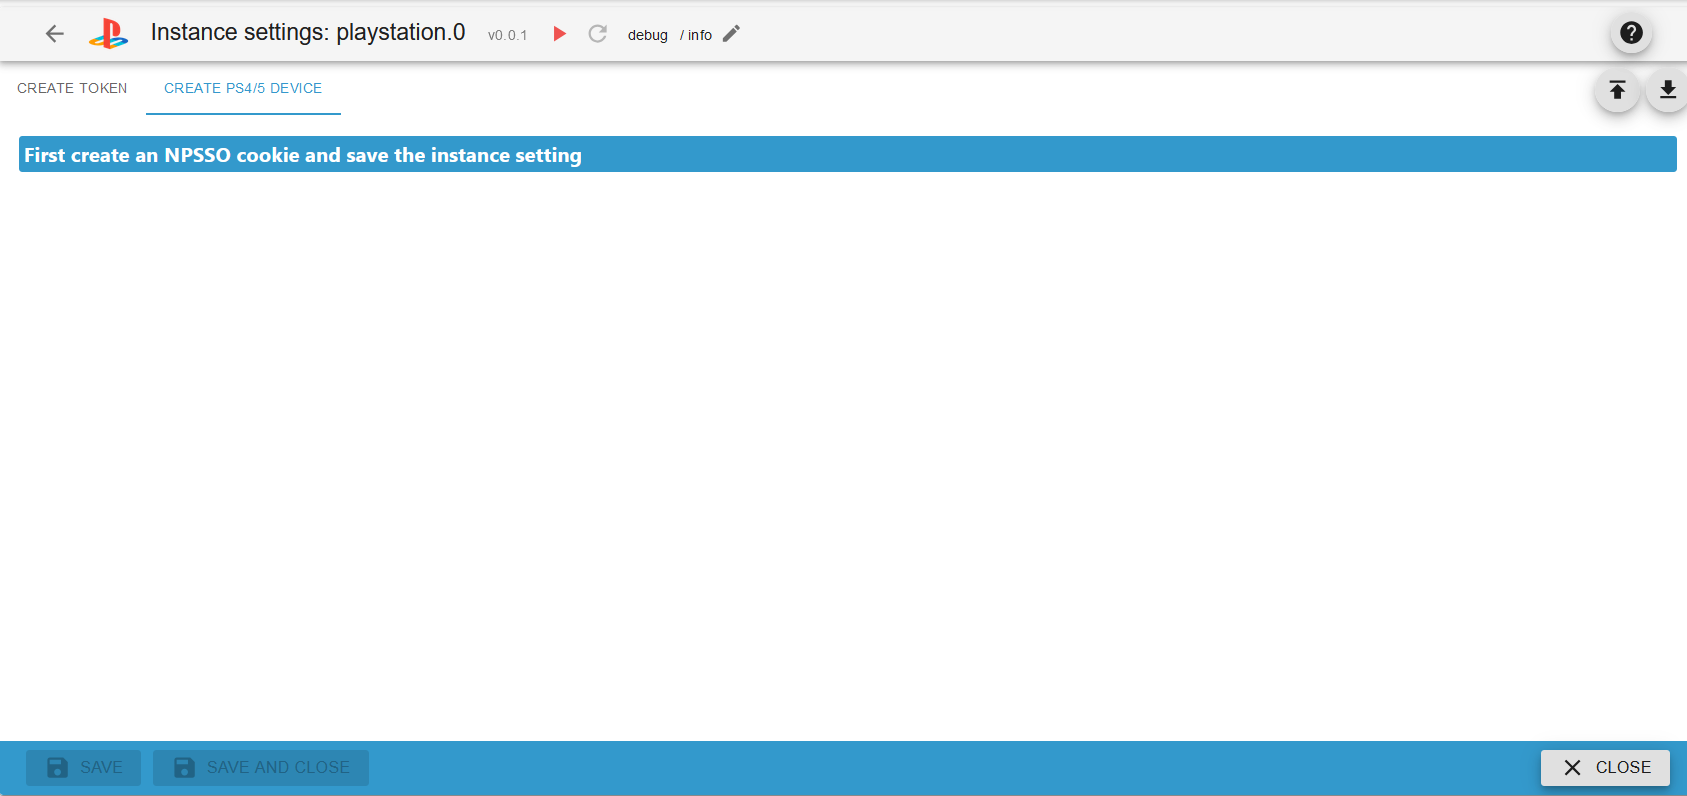 Instance settings: playstation.0 v0.0.1 debug / info
CREATE TOKEN CREATE PS4/5 DEVICE
First create an NPSSO cookie and save the instance setting
SAVE SAVE AND CLOSE CLOSE